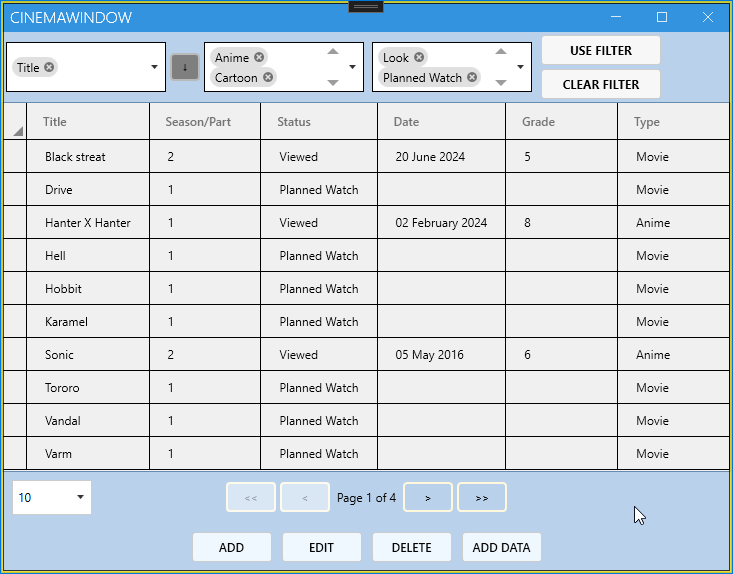 CINEMAWINDOW
Title
↓
Anime
Cartoon
Look
Planned Watch
USE FILTER
CLEAR FILTER
Title Season/Part Status Date Grade Type
Black streat 2 Viewed 20 June 2024 5 Movie
Drive 1 Planned Watch Movie
Hanter X Hanter 1 Viewed 02 February 2024 8 Anime
Hell 1 Planned Watch Movie
Hobbit 1 Planned Watch Movie
Karamel 1 Planned Watch Movie
Sonic 2 Viewed 05 May 2016 6 Anime
Tororo 1 Planned Watch Movie
Vandal 1 Planned Watch Movie
Varm 1 Planned Watch Movie
10 << < Page 1 of 4 > >>
ADD EDIT DELETE ADD DATA